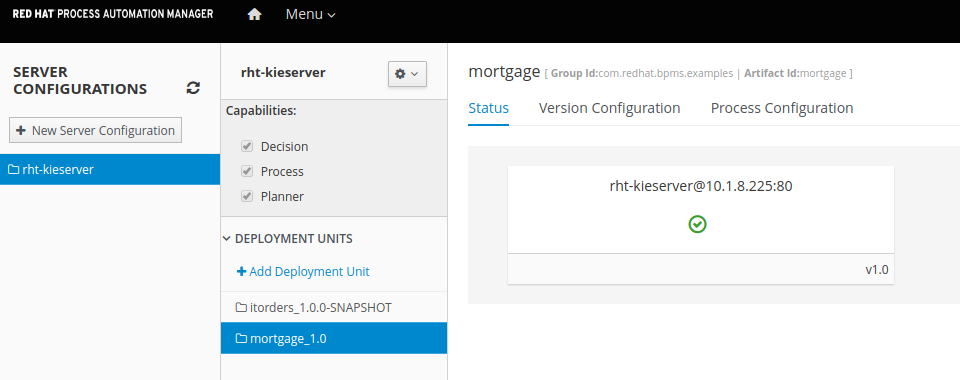 RED HAT PROCESS AUTOMATION MANAGER
Menu
SERVER
CONFIGURATIONS
New Server Configuration
rht-kieserver
rht-kieserver
Capabilities:
Decision
Process
Planner
DEPLOYMENT UNITS
Add Deployment Unit
itorders_1.0.0-SNAPSHOT
mortgage_1.0
mortgage [ Group Id:com.redhat.bpms.examples | Artifact Id:mortgage ]
Status Version Configuration Process Configuration
rht-kieserver@10.1.8.225:80
v1.0